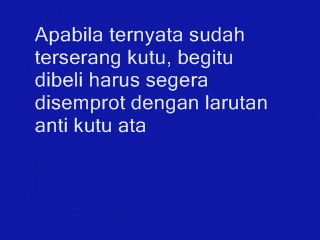 Apabila ternyata sudah
terserang kutu, begitu
dibeli harus segera
disemprot dengan larutan
anti kutu ata